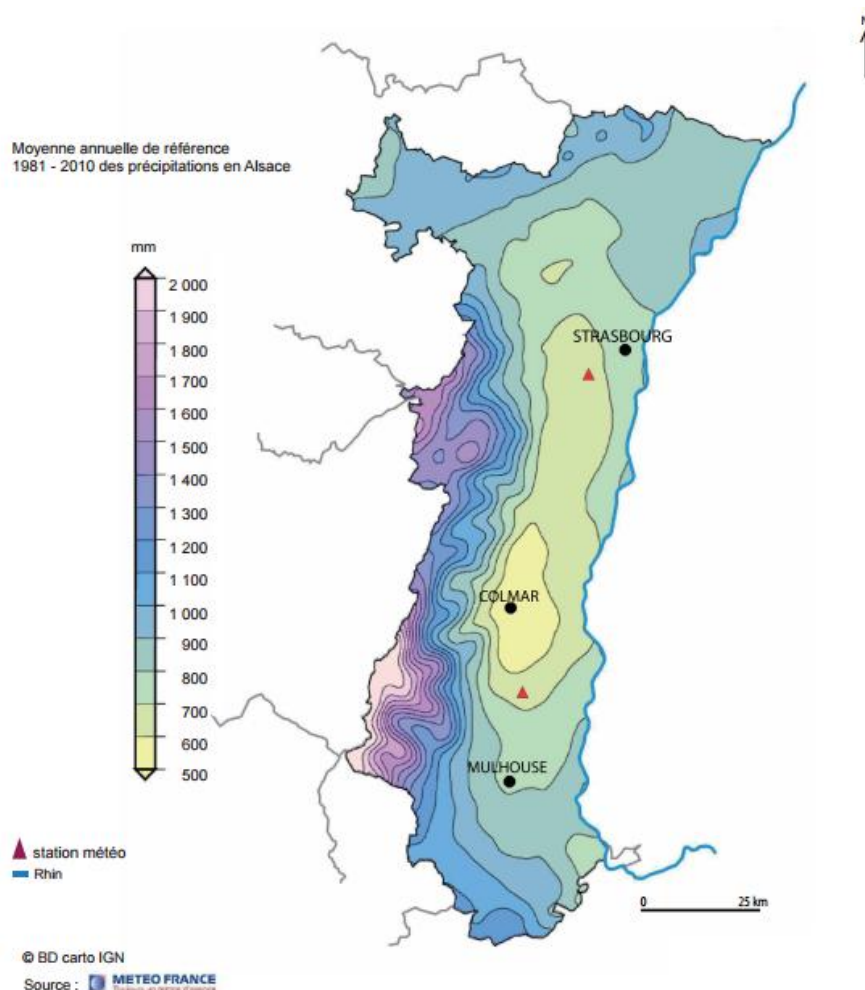 Moyenne annuelle de référence
1981 - 2010 des précipitations en Alsace
mm
2 000
1 900
1 800
1 700
1 600
1 500
1 400
1 300
1 200
1 100
1 000
900
800
700
600
500
STRASBOURG
COLMAR
MULHOUSE
station météo
Rhin
0 25 km
© BD carto IGN
Source : METEO FRANCE